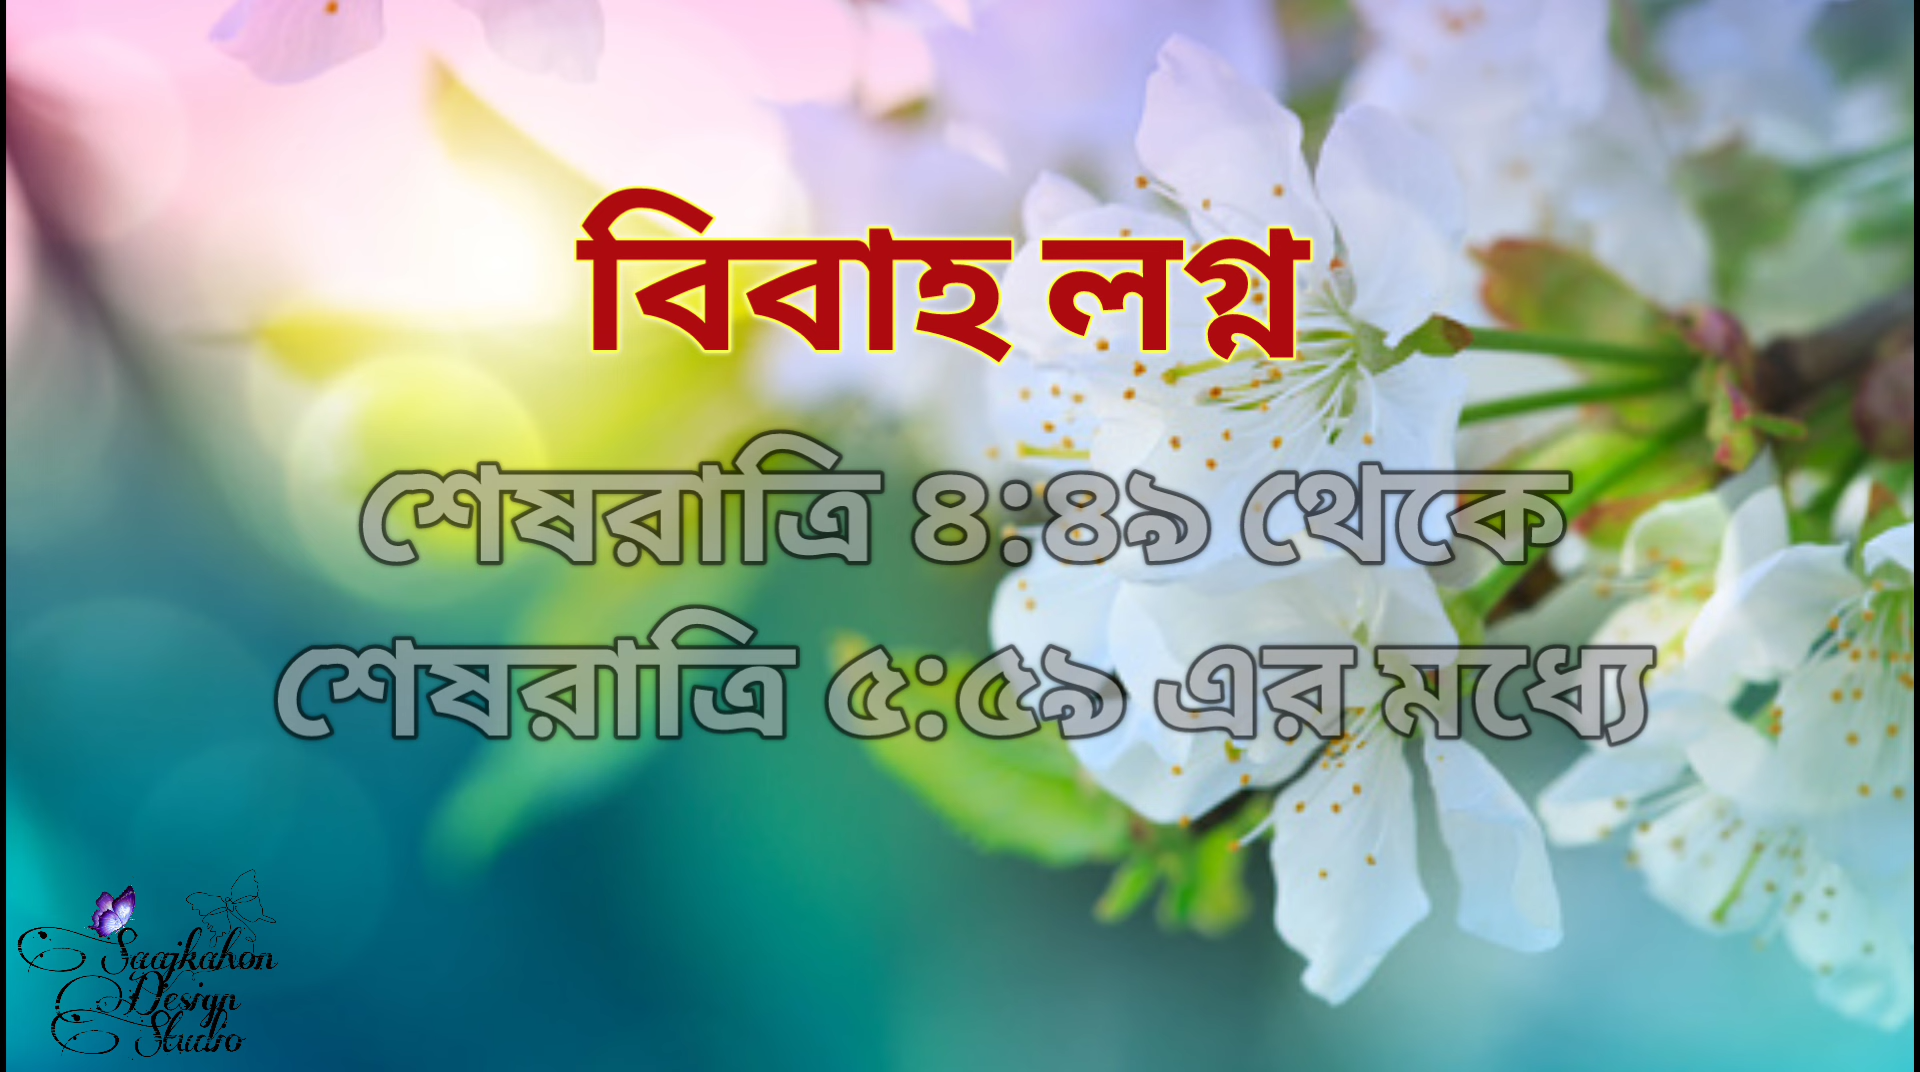 বিবাহ লগ্ন
শেষরাত্রি ৪:৪৯ থেকে
শেষরাত্রি ৫:৫৯ এর মধ্যে
Saajkahon
Design
Studio